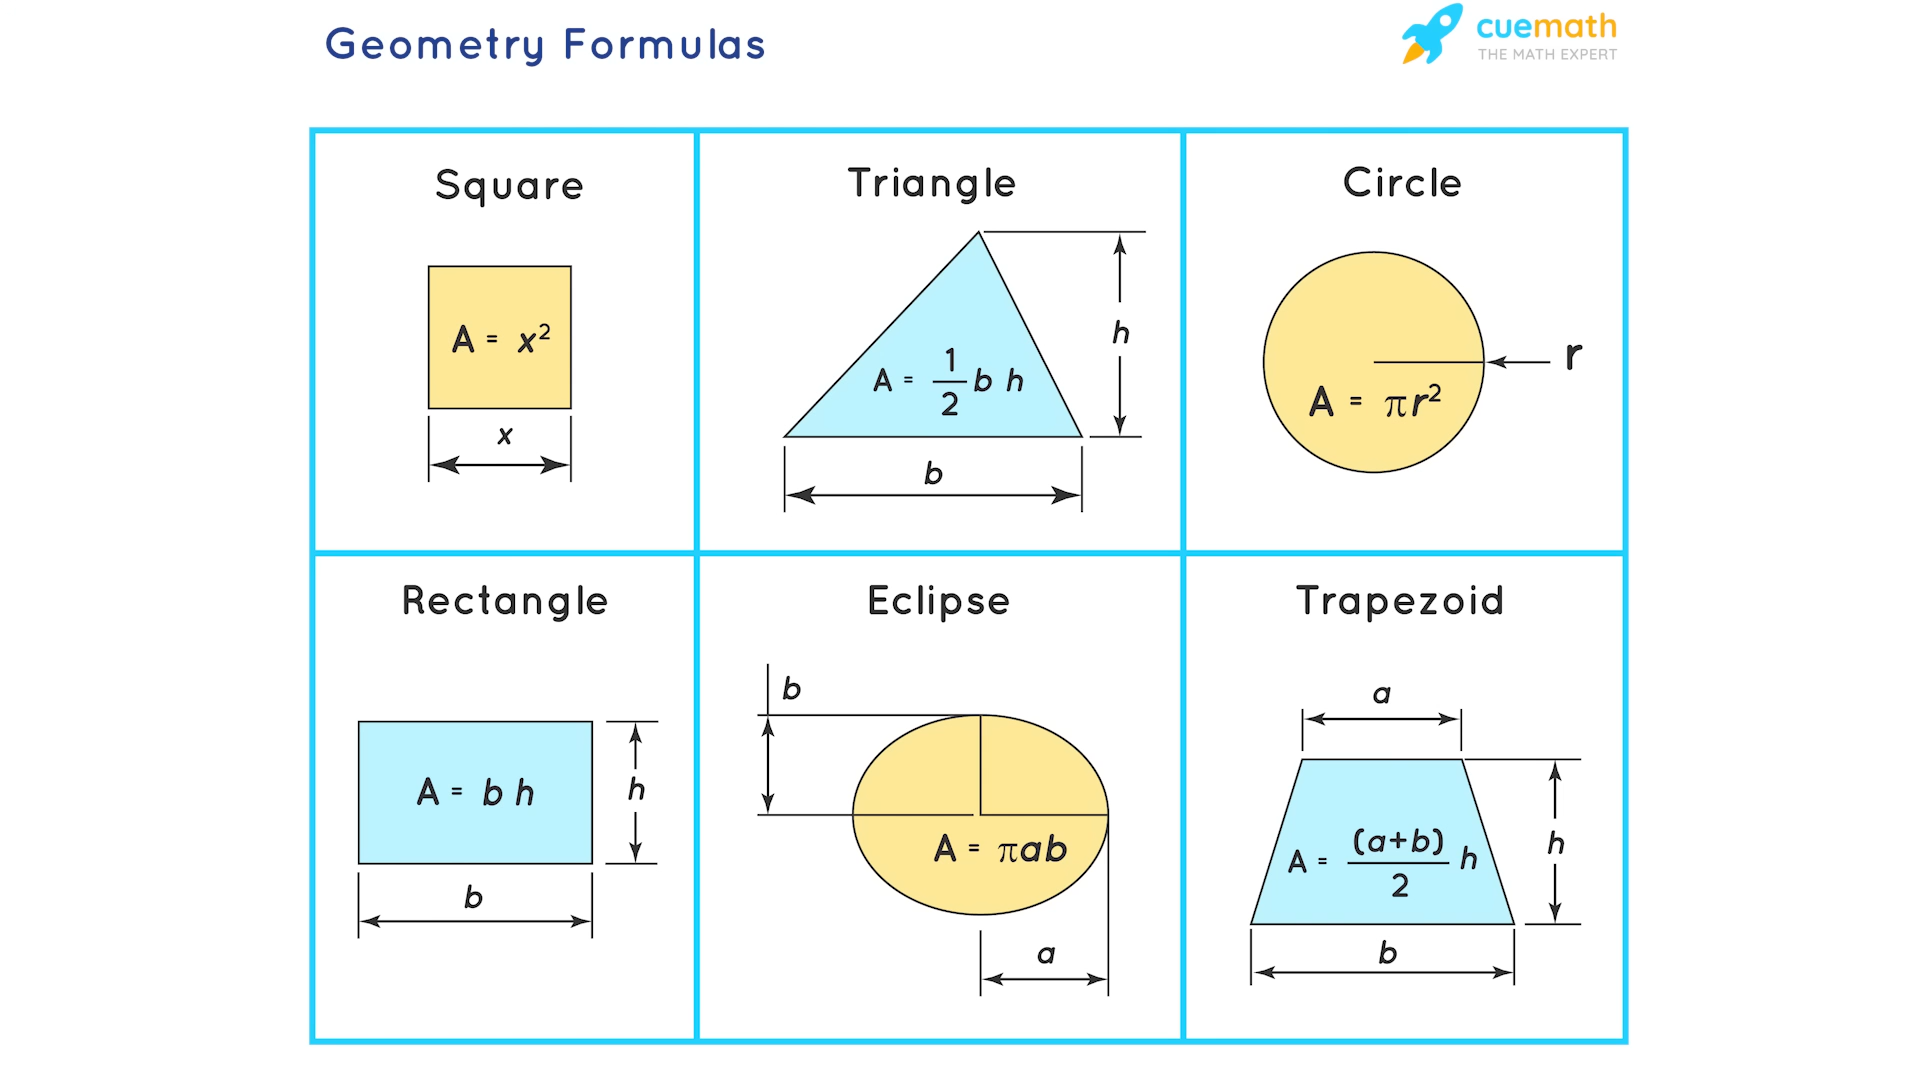 Geometry Formulas
cuemath
THE MATH EXPERT
Square
A = x²
x
Triangle
h
A = 1/2 b h
b
Circle
r
A = πr²
Rectangle
A = b h
h
b
Eclipse
b
A = πab
a
Trapezoid
a
A = (a+b)/2 h
h
b